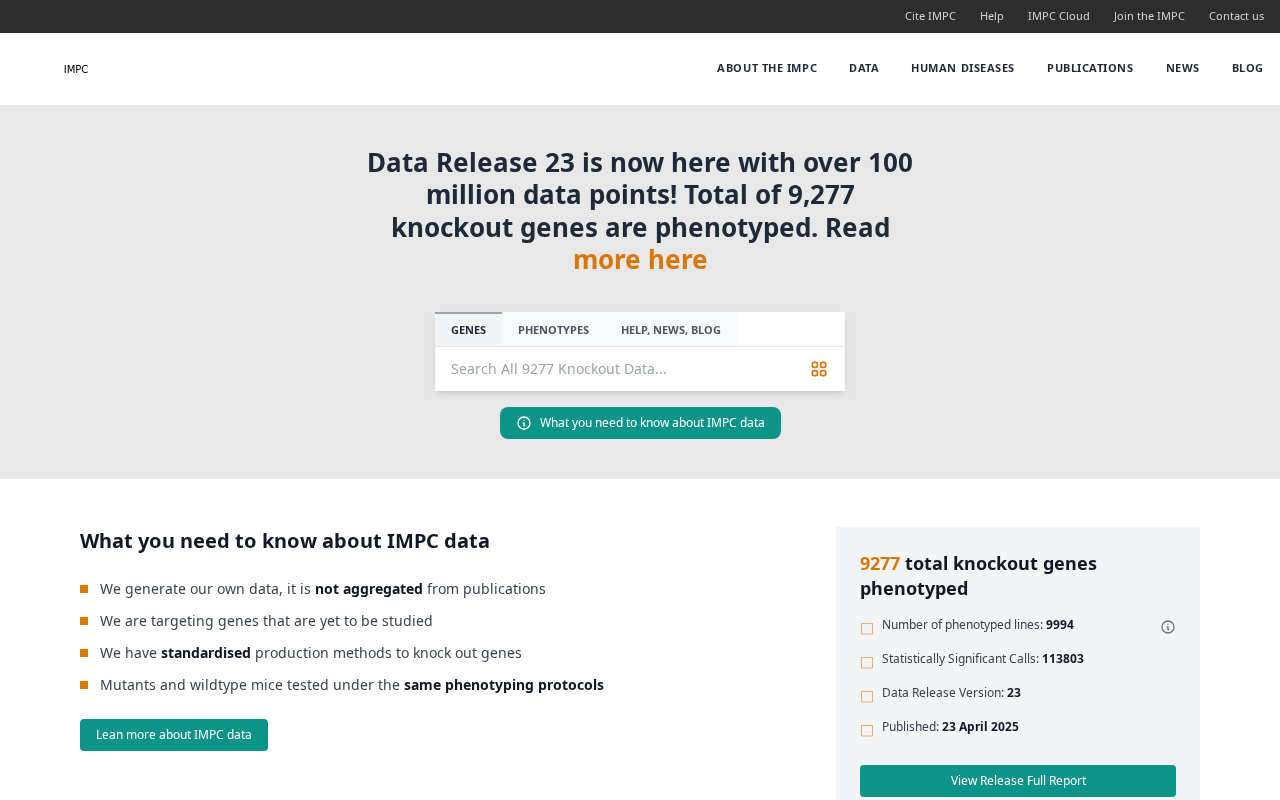 Cite IMPC Help IMPC Cloud Join the IMPC Contact us
IMPC ABOUT THE IMPC DATA HUMAN DISEASES PUBLICATIONS NEWS BLOG
Data Release 23 is now here with over 100
million data points! Total of 9,277
knockout genes are phenotyped. Read
more here
GENES PHENOTYPES HELP, NEWS, BLOG
Search All 9277 Knockout Data...
What you need to know about IMPC data
What you need to know about IMPC data
We generate our own data, it is not aggregated from publications
We are targeting genes that are yet to be studied
We have standardised production methods to knock out genes
Mutants and wildtype mice tested under the same phenotyping protocols
Lean more about IMPC data
9277 total knockout genes
phenotyped
Number of phenotyped lines: 9994
Statistically Significant Calls: 113803
Data Release Version: 23
Published: 23 April 2025
View Release Full Report